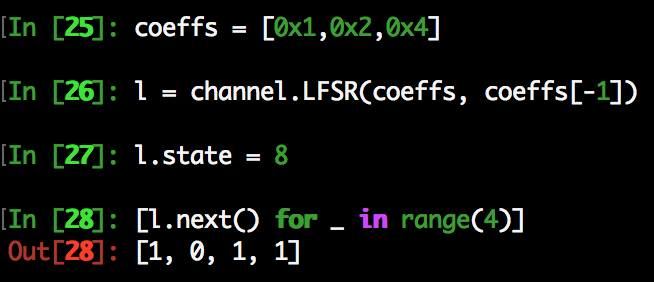 In [25]: coeffs = [0x1,0x2,0x4]
In [26]: l = channel.LFSR(coeffs, coeffs[-1])
In [27]: l.state = 8
In [28]: [l.next() for _ in range(4)]
Out[28]: [1, 0, 1, 1]